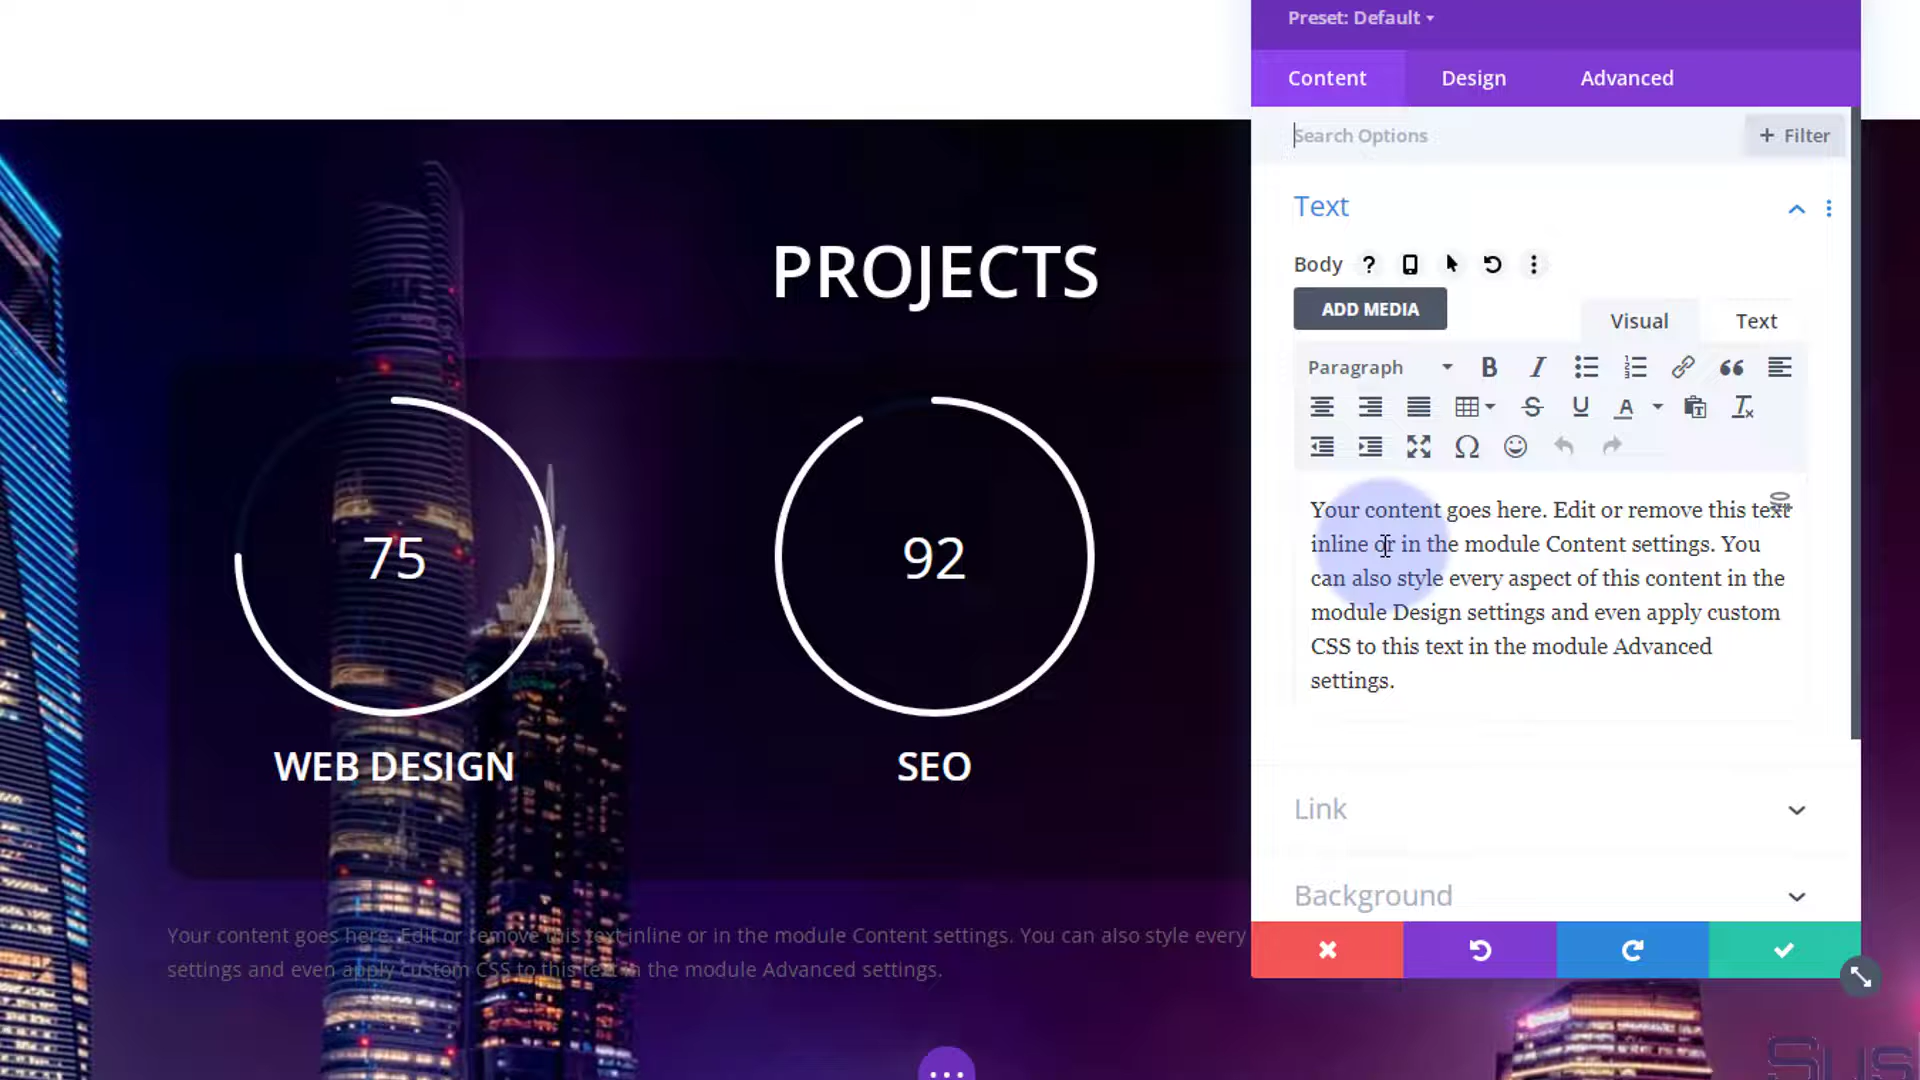 Preset: Default
Content
Design
Advanced
Search Options
+ Filter
Text
Body
ADD MEDIA
Visual
Text
Paragraph
Your content goes here. Edit or remove this text
inline or in the module Content settings. You
can also style every aspect of this content in the
module Design settings and even apply custom
CSS to this text in the module Advanced
settings.
Link
Background
PROJECTS
75
92
WEB DESIGN
SEO
Your content goes here. Edit or remove this text inline or in the module Content settings. You can also style every
settings and even apply custom CSS to this text in the module Advanced settings.